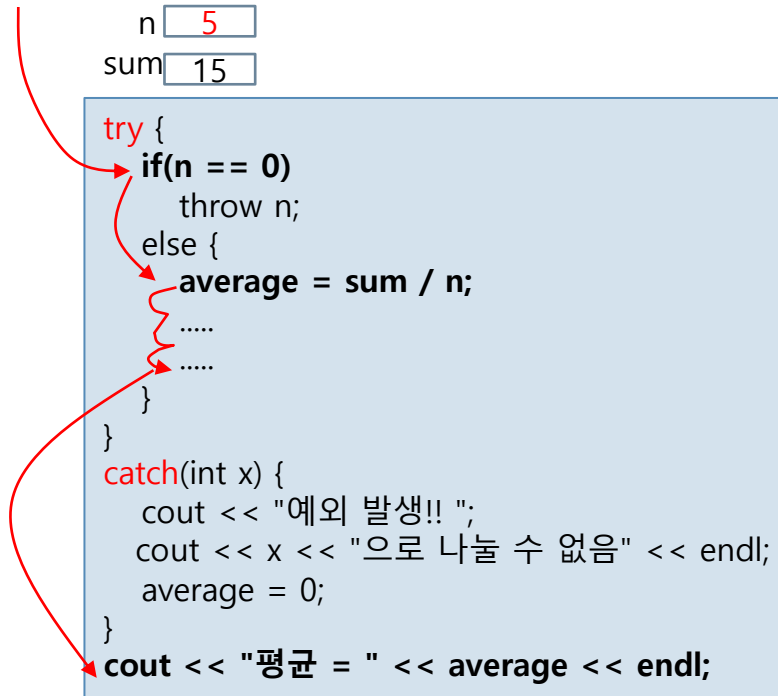 n 5
sum 15
try {
if(n == 0)
throw n;
else {
average = sum / n;
.....
.....
}
}
catch(int x) {
cout << "예외 발생!! ";
cout << x << "으로 나눌 수 없음" << endl;
average = 0;
}
cout << "평균 = " << average << endl;